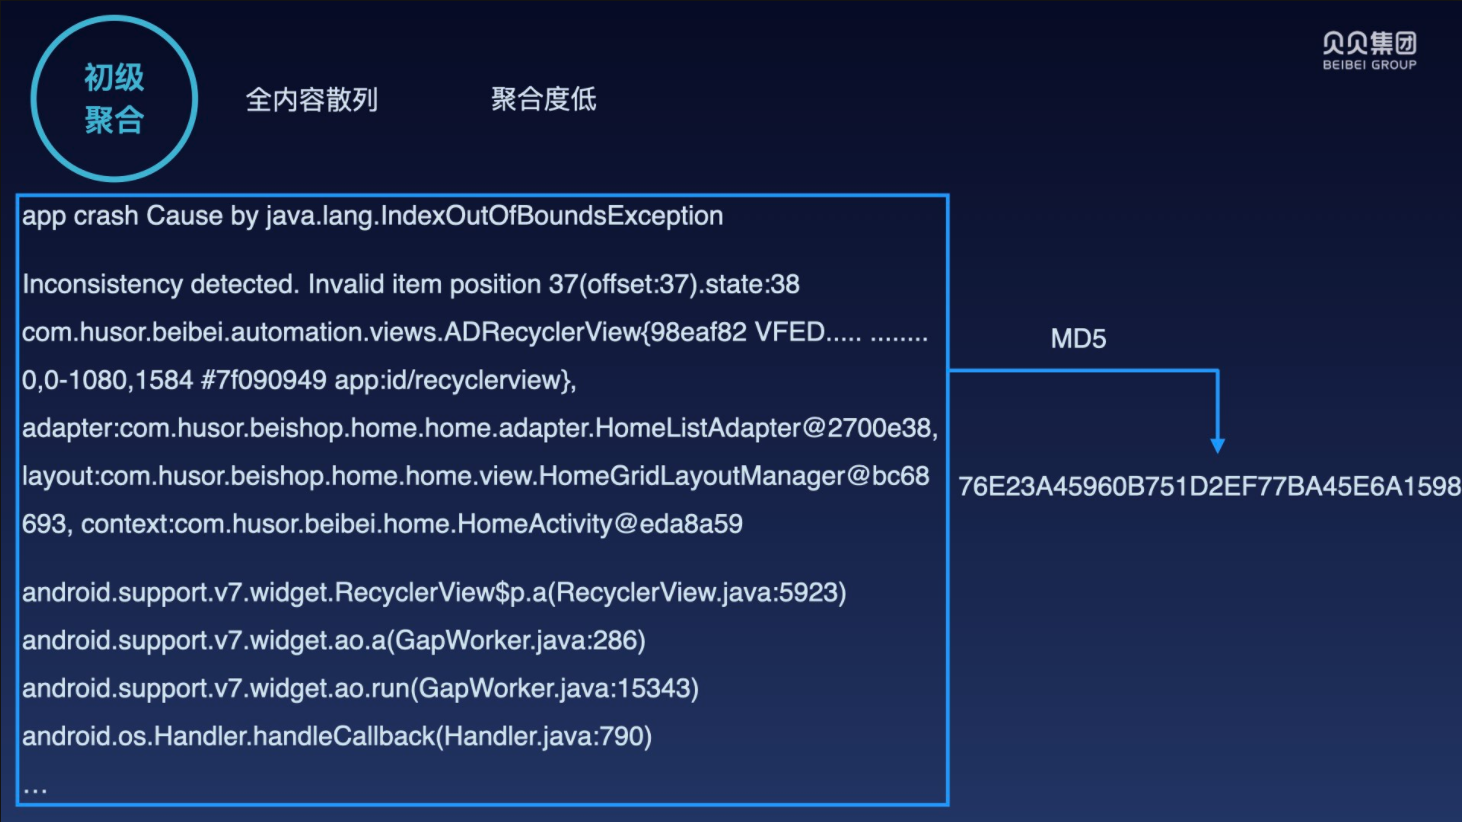 初级
聚合
全内容散列
聚合度低
贝贝集团
BEIBEI GROUP
app crash Cause by java.lang.IndexOutOfBoundsException
Inconsistency detected. Invalid item position 37(offset:37).state:38
com.husor.beibei.automation.views.ADRecyclerView{98eaf82 VFED..... ........
0,0-1080,1584 #7f090949 app:id/recyclerview},
adapter:com.husor.beishop.home.home.adapter.HomeListAdapter@2700e38,
layout:com.husor.beishop.home.home.view.HomeGridLayoutManager@bc68
693, context:com.husor.beibei.home.HomeActivity@eda8a59
android.support.v7.widget.RecyclerView$p.a(RecyclerView.java:5923)
android.support.v7.widget.ao.a(GapWorker.java:286)
android.support.v7.widget.ao.run(GapWorker.java:15343)
android.os.Handler.handleCallback(Handler.java:790)
...
MD5
76E23A45960B751D2EF77BA45E6A1598